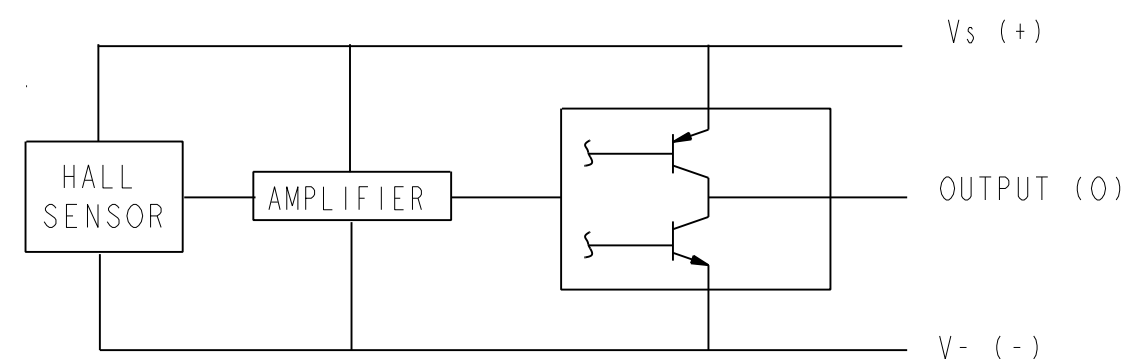 Vs (+)
HALL
SENSOR
AMPLIFIER
OUTPUT (O)
V- (-)